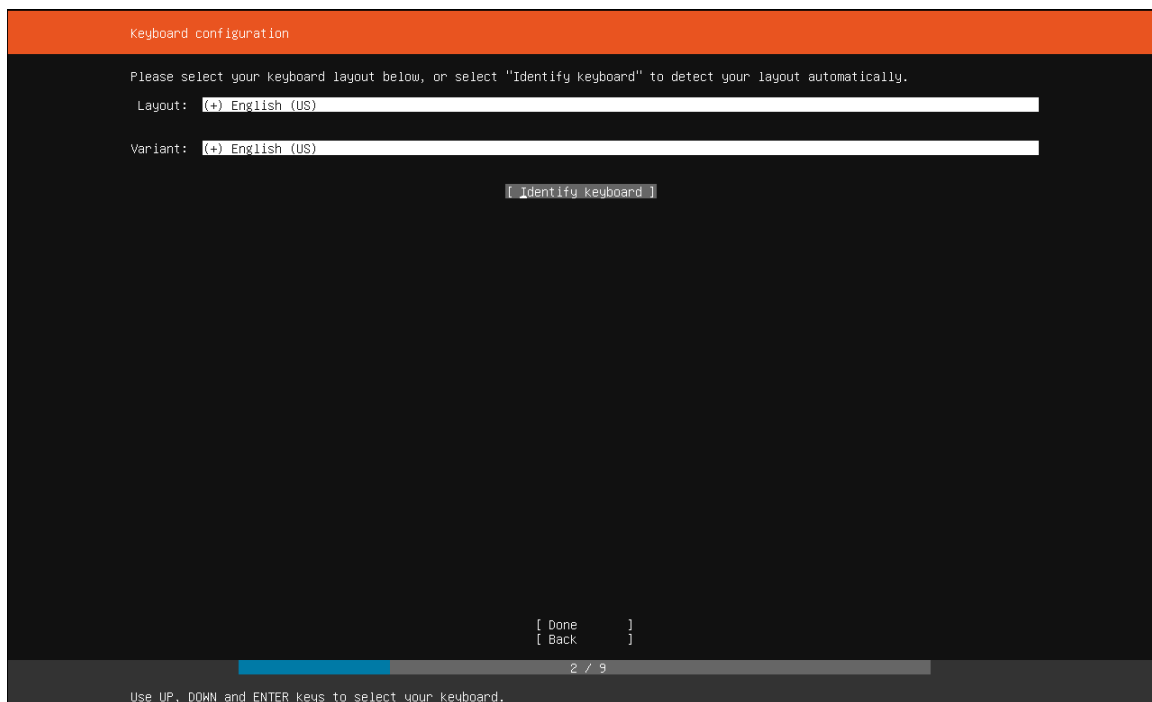 Keyboard configuration
Please select your keyboard layout below, or select "Identify keyboard" to detect your layout automatically.
Layout: (+) English (US)
Variant: (+) English (US)
[ Identify keyboard ]
[ Done ]
[ Back ]
2 / 9
Use UP, DOWN and ENTER keys to select your keyboard.